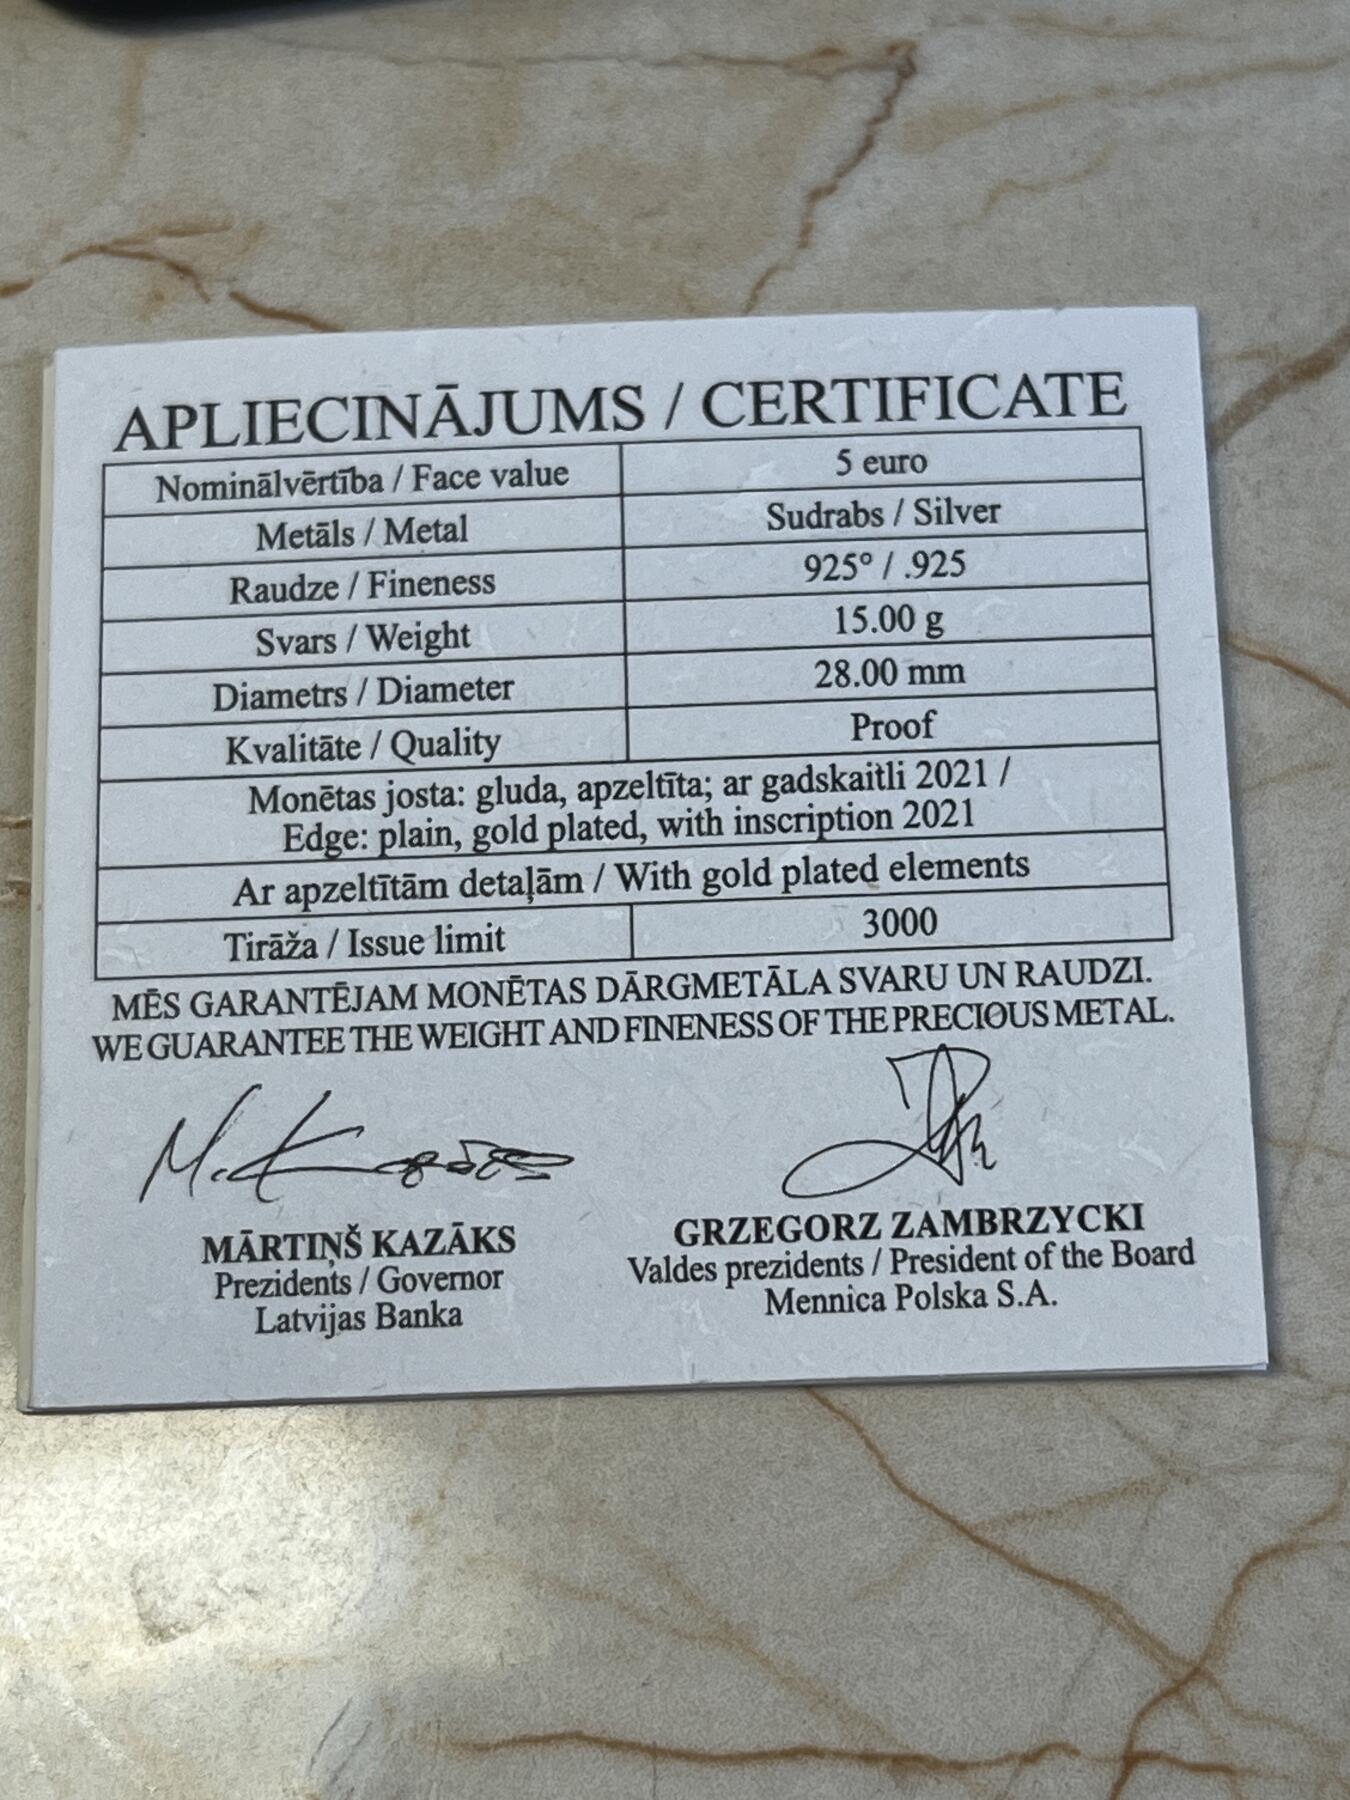 APLIECINĀJUMS / CERTIFICATE
Nominālvērtība / Face value 5 euro
Metāls / Metal Sudrabs / Silver
Raudze / Fineness 925° / .925
Svars / Weight 15.00 g
Diametrs / Diameter 28.00 mm
Kvalitāte / Quality Proof
Monētas josta: gluda, apzeltīta; ar gadskaitli 2021 /
Edge: plain, gold plated, with inscription 2021
Ar apzeltītām detaļām / With gold plated elements
Tirāža / Issue limit 3000
MĒS GARANTĒJAM MONĒTAS DĀRGMETĀLA SVARU UN RAUDZI.
WE GUARANTEE THE WEIGHT AND FINENESS OF THE PRECIOUS METAL.
M. Kazāks
MĀRTIŅŠ KAZĀKS GRZEGORZ ZAMBRZYCKI
Prezidents / Governor Valdes prezidents / President of the Board
Latvijas Banka Mennica Polska S.A.